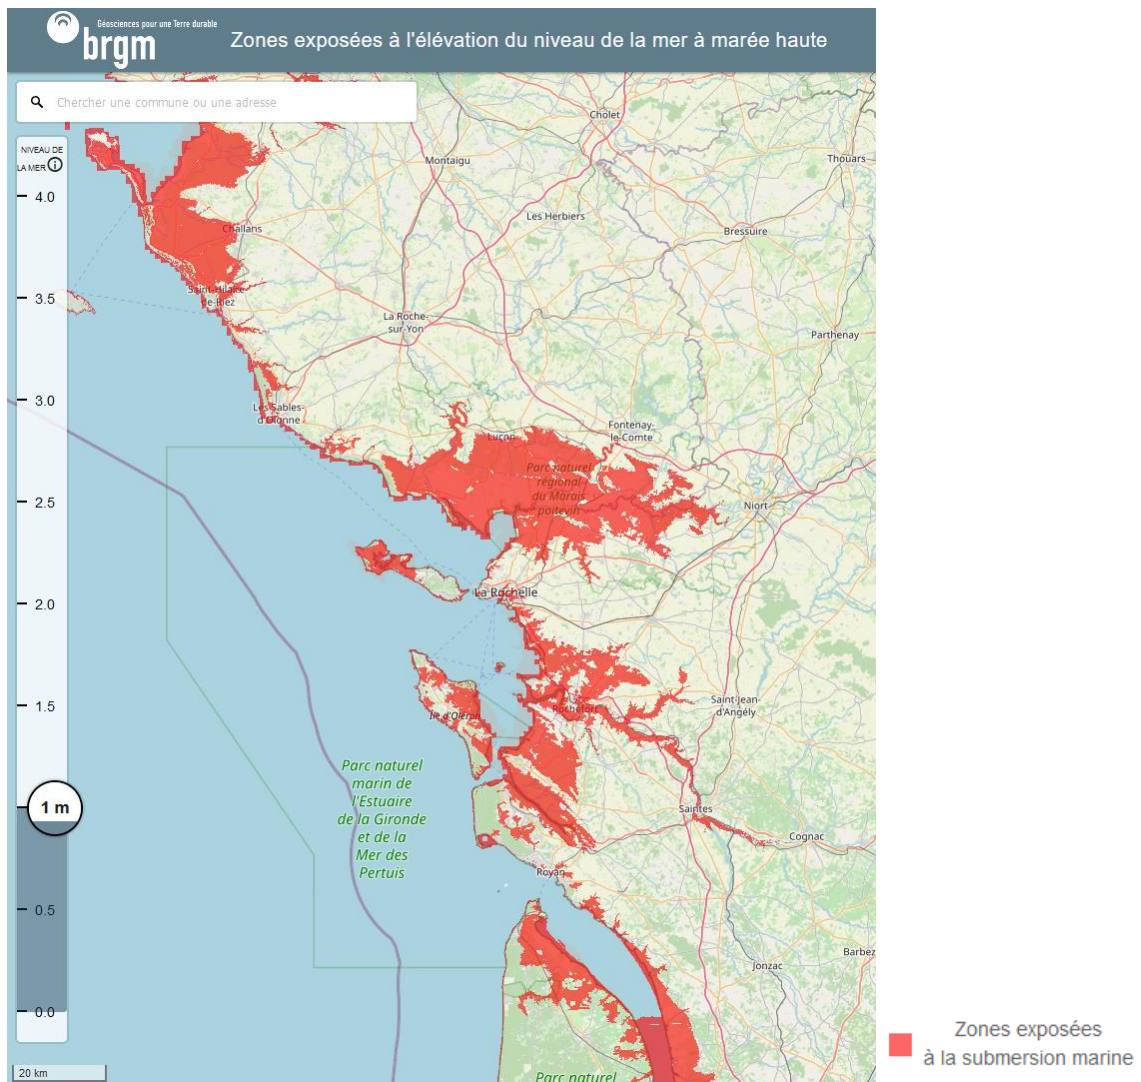 Géosciences pour une Terre durable
brgm
Zones exposées à l'élévation du niveau de la mer à marée haute
Chercher une commune ou une adresse
NIVEAU DE
LA MER
4.0
3.5
3.0
2.5
2.0
1.5
1 m
0.5
0.0
20 km
Cholet
Thouars
Montaigu
Les Herbiers
Bressuire
Challans
Saint-Hilaire-
de-Riez
La Roche-
sur-Yon
Parthenay
Les Sables-
d'Olonne
Luçon
Fontenay-
le-Comte
Parc naturel
régional
du Marais
poitevin
Niort
La Rochelle
Saint-Jean-
d'Angély
Rochefort
Île d'Oléron
Parc naturel
marin de
l'Estuaire
de la Gironde
et de la
Mer des
Pertuis
Saintes
Cognac
Royan
Jonzac
Barbez
Parc naturel
Zones exposées
à la submersion marine